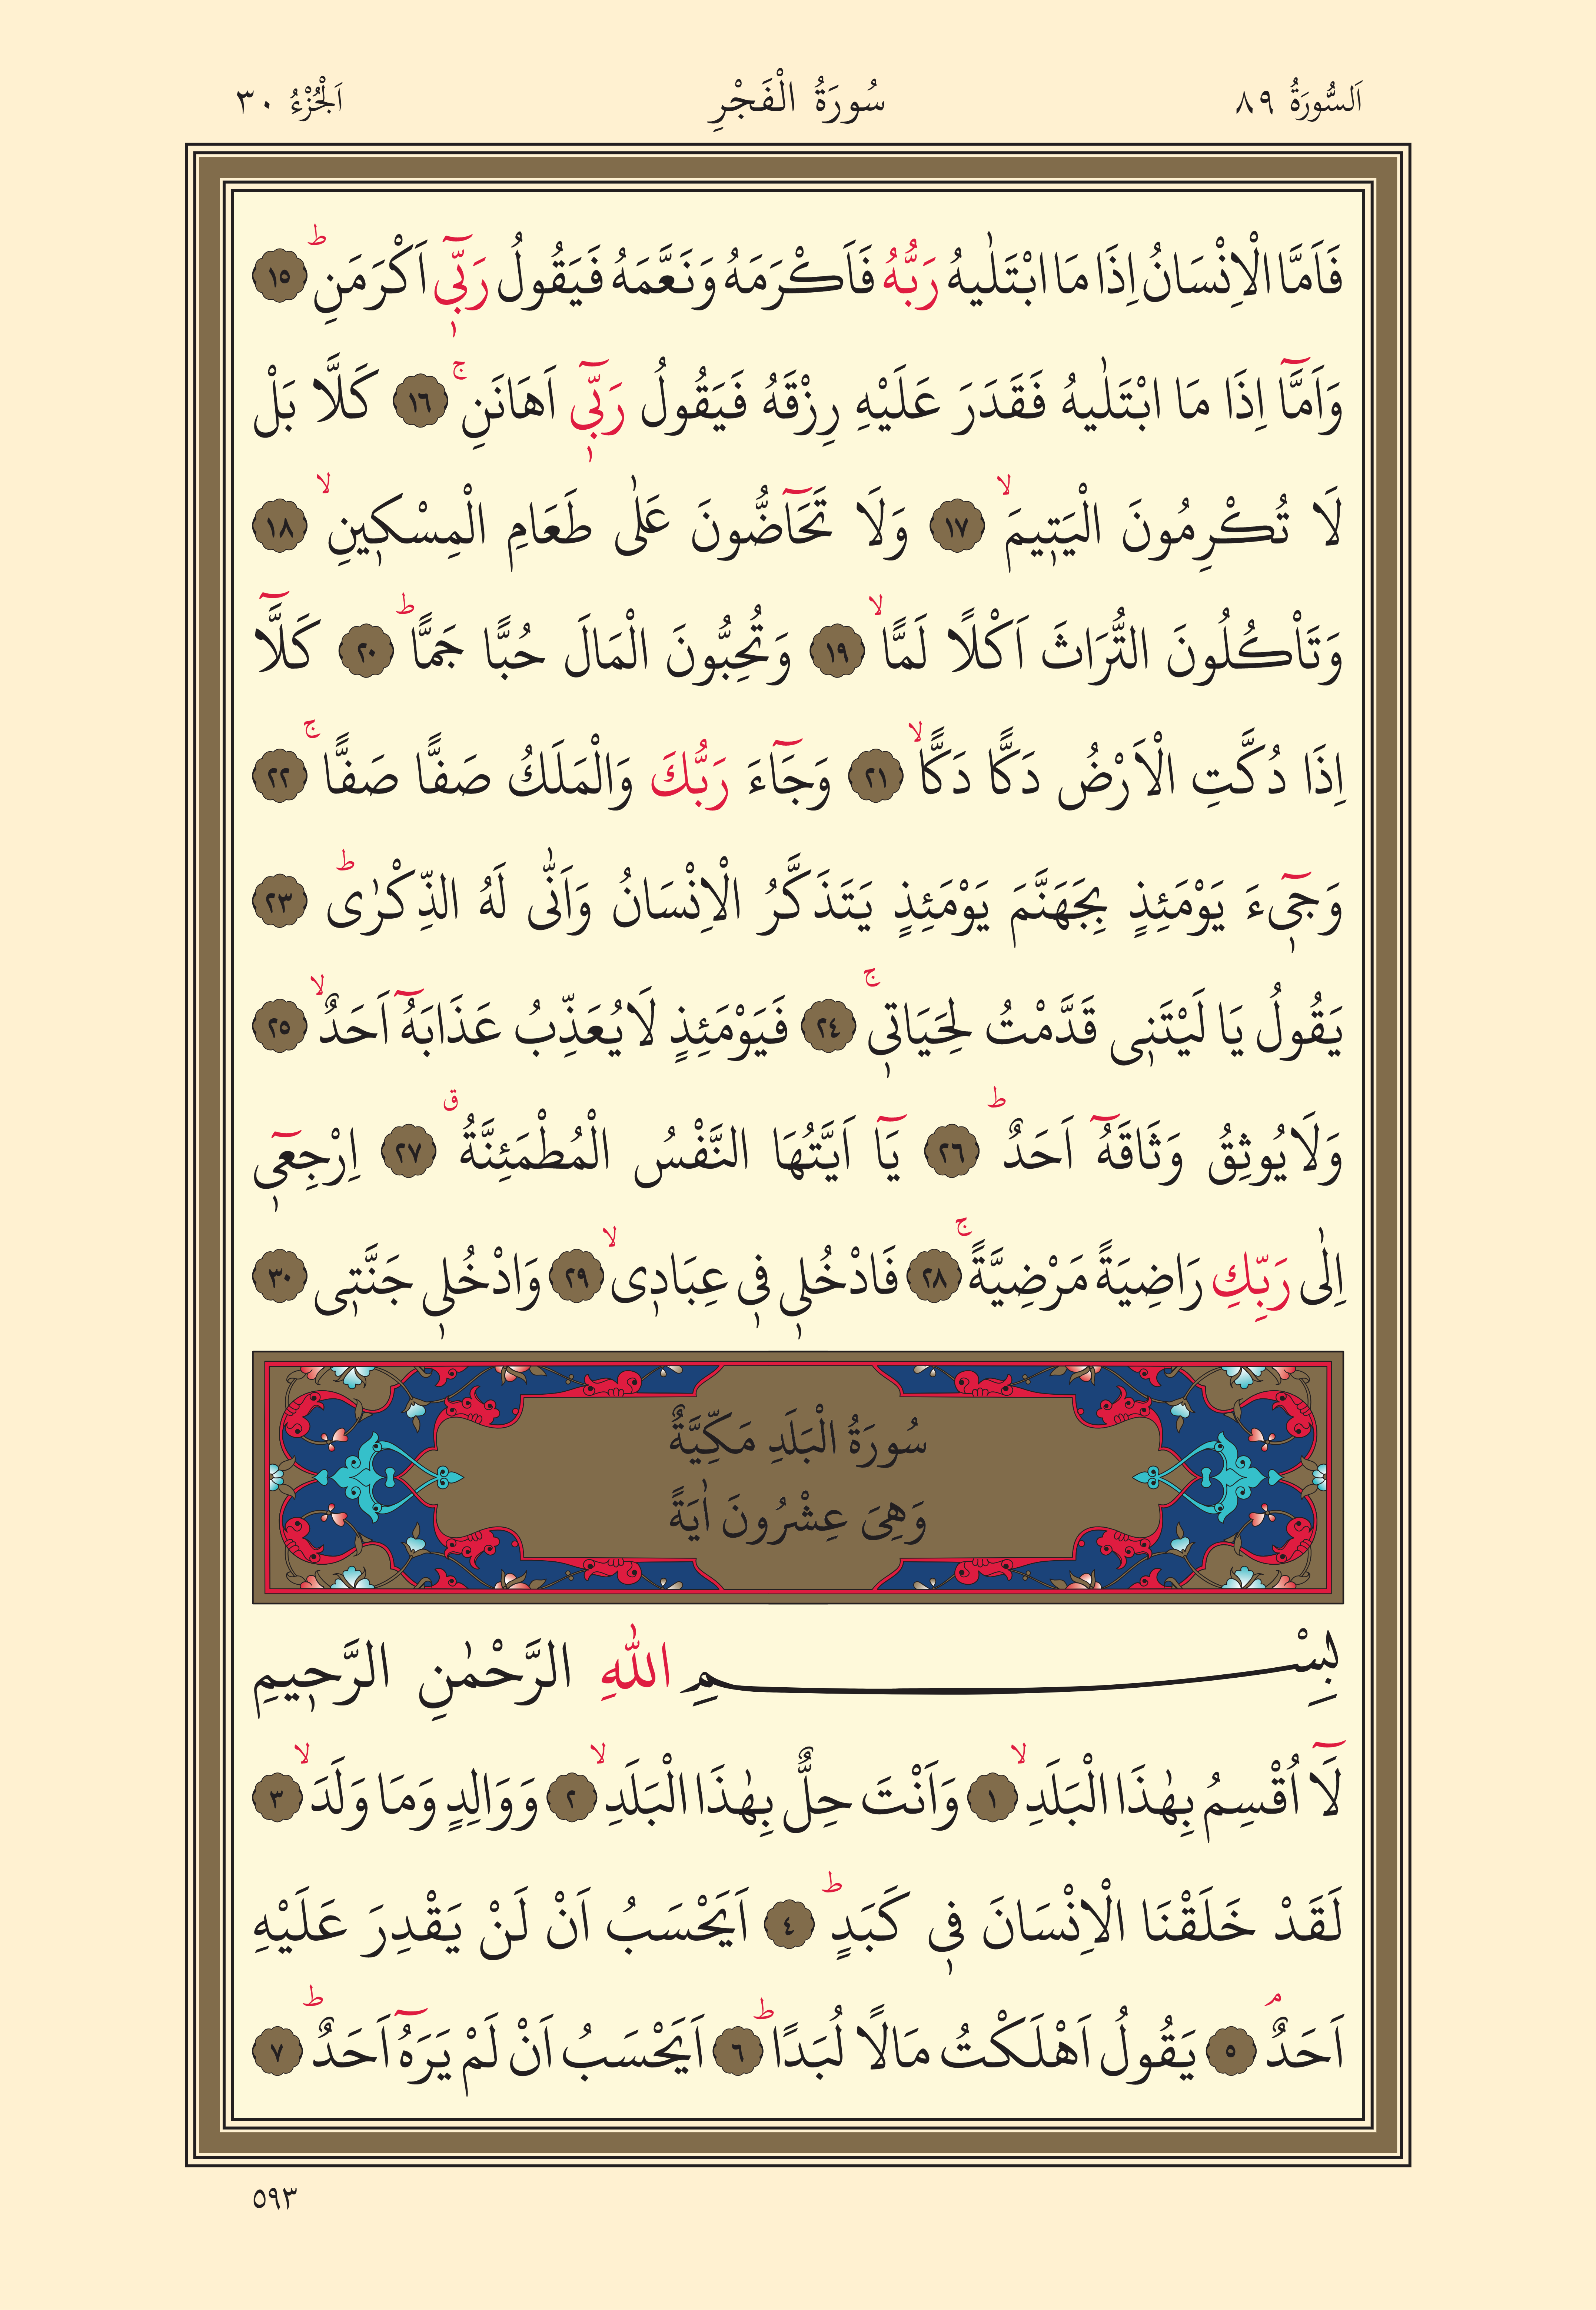 اَلسُّورَةُ ٨٩ سُورَةُ الْفَجْرِ اَلْجُزْءُ ٣٠
فَاَمَّا الْاِنْسَانُ اِذَا مَا ابْتَلٰيهُ رَبُّهُ فَاَكْرَمَهُ وَنَعَّمَهُ فَيَقُولُ رَبّ۪ٓي اَكْرَمَنِۜ ١٥
وَاَمَّٓا اِذَا مَا ابْتَلٰيهُ فَقَدَرَ عَلَيْهِ رِزْقَهُ فَيَقُولُ رَبّ۪ٓي اَهَانَنِۚ ١٦ كَلَّا بَلْ
لَا تُكْرِمُونَ الْيَت۪يمَۙ ١٧ وَلَا تَحَٓاضُّونَ عَلٰى طَعَامِ الْمِسْك۪ينِۙ ١٨
وَتَاْكُلُونَ التُّرَاثَ اَكْلًا لَمًّاۙ ١٩ وَتُحِبُّونَ الْمَالَ حُبًّا جَمًّاۜ ٢٠ كَلَّٓا
اِذَا دُكَّتِ الْاَرْضُ دَكًّا دَكًّاۙ ٢١ وَجَٓاءَ رَبُّكَ وَالْمَلَكُ صَفًّا صَفًّاۚ ٢٢
وَج۪ٓيءَ يَوْمَئِذٍ بِجَهَنَّمَ يَوْمَئِذٍ يَتَذَكَّرُ الْاِنْسَانُ وَاَنّٰى لَهُ الذِّكْرٰىۜ ٢٣
يَقُولُ يَا لَيْتَن۪ي قَدَّمْتُ لِحَيَات۪يۚ ٢٤ فَيَوْمَئِذٍ لَا يُعَذِّبُ عَذَابَهُٓ اَحَدٌۙ ٢٥
وَلَا يُوثِقُ وَثَاقَهُٓ اَحَدٌۜ ٢٦ يَٓا اَيَّتُهَا النَّفْسُ الْمُطْمَئِنَّةُۗ ٢٧ اِرْجِع۪ٓي
اِلٰى رَبِّكِ رَاضِيَةً مَرْضِيَّةًۚ ٢٨ فَادْخُل۪ي ف۪ي عِبَاد۪يۙ ٢٩ وَادْخُل۪ي جَنَّت۪ي ٣٠
سُورَةُ الْبَلَدِ مَكِّيَّةٌ
وَهِيَ عِشْرُونَ اٰيَةً
بِسْمِ اللّٰهِ الرَّحْمٰنِ الرَّح۪يمِ
لَٓا اُقْسِمُ بِهٰذَا الْبَلَدِۙ ١ وَاَنْتَ حِلٌّ بِهٰذَا الْبَلَدِۙ ٢ وَوَالِدٍ وَمَا وَلَدَۙ ٣
لَقَدْ خَلَقْنَا الْاِنْسَانَ ف۪ي كَبَدٍۜ ٤ اَيَحْسَبُ اَنْ لَنْ يَقْدِرَ عَلَيْهِ
اَحَدٌۢ ٥ يَقُولُ اَهْلَكْتُ مَالًا لُبَدًاۜ ٦ اَيَحْسَبُ اَنْ لَمْ يَرَهُٓ اَحَدٌۜ ٧
٥٩٣